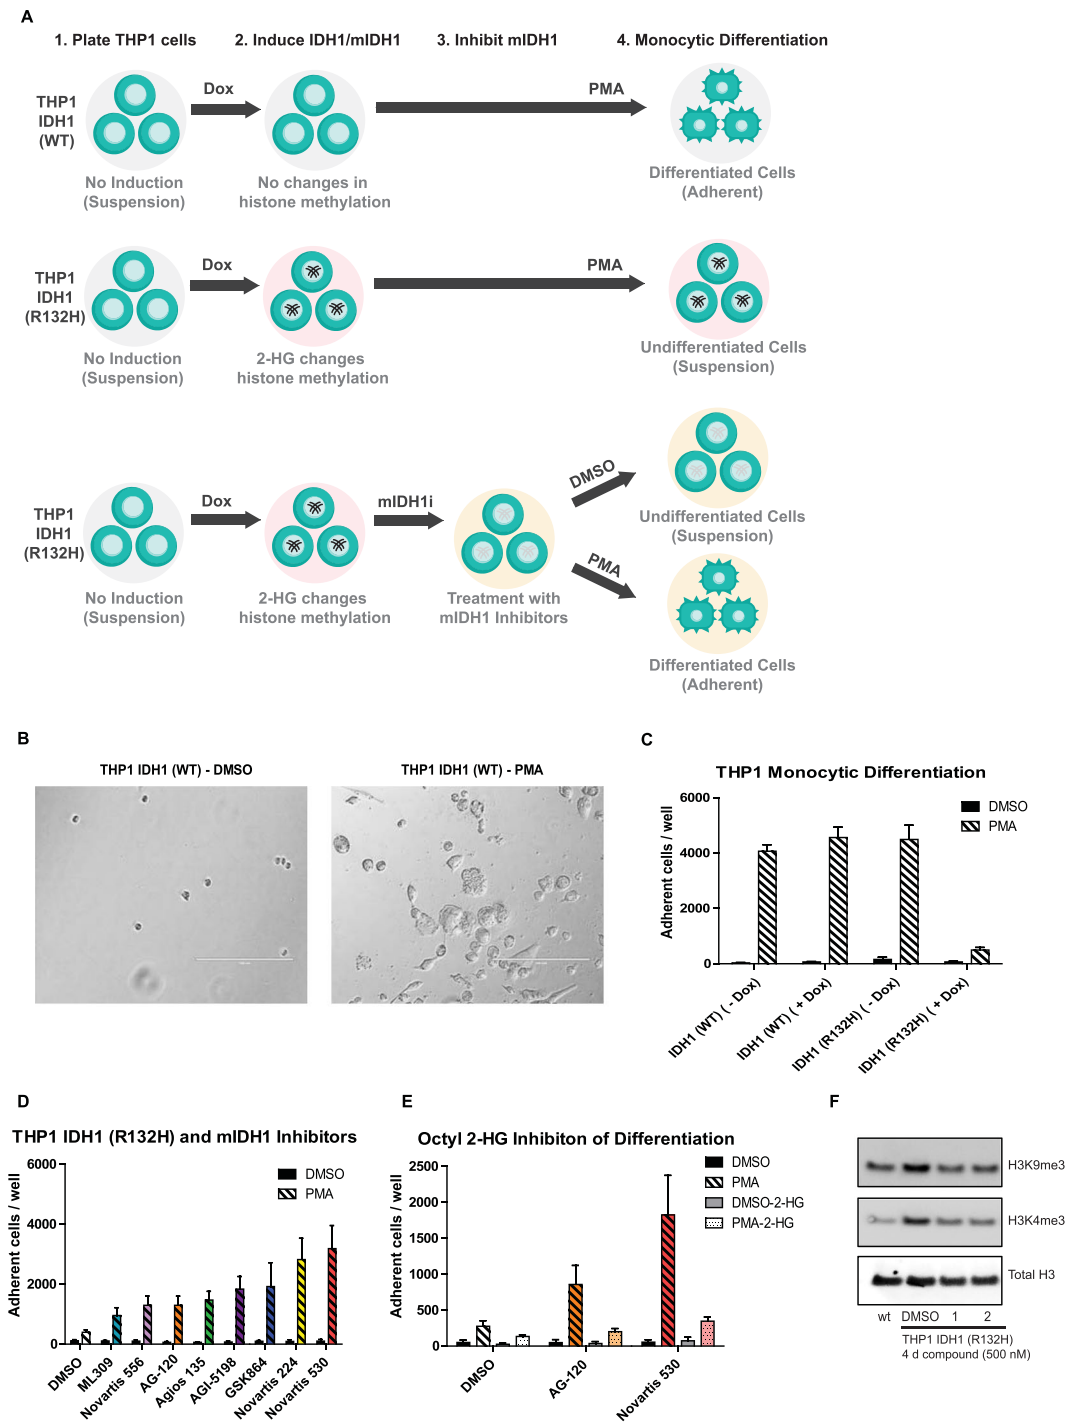 A
1. Plate THP1 cells
2. Induce IDH1/mIDH1
3. Inhibit mIDH1
4. Monocytic Differentiation
THP1
IDH1
(WT)
Dox
PMA
No Induction
(Suspension)
No changes in
histone methylation
Differentiated Cells
(Adherent)
THP1
IDH1
(R132H)
Dox
PMA
No Induction
(Suspension)
2-HG changes
histone methylation
Undifferentiated Cells
(Suspension)
THP1
IDH1
(R132H)
Dox
mIDH1i
DMSO
PMA
Undifferentiated Cells
(Suspension)
No Induction
(Suspension)
2-HG changes
histone methylation
Treatment with
mIDH1 Inhibitors
Differentiated Cells
(Adherent)
B
THP1 IDH1 (WT) - DMSO
THP1 IDH1 (WT) - PMA
C
THP1 Monocytic Differentiation
Adherent cells / well
6000
4000
2000
0
DMSO
PMA
IDH1 (WT) ( - Dox)
IDH1 (WT) ( + Dox)
IDH1 (R132H) ( - Dox)
IDH1 (R132H) ( + Dox)
D
THP1 IDH1 (R132H) and mIDH1 Inhibitors
Adherent cells / well
6000
4000
2000
0
DMSO
PMA
DMSO
ML309
Novartis 556
AG-120
Agios 135
AGI-5198
GSK864
Novartis 224
Novartis 530
E
Octyl 2-HG Inhibiton of Differentiation
Adherent cells / well
2500
2000
1500
1000
500
0
DMSO
PMA
DMSO-2-HG
PMA-2-HG
DMSO
AG-120
Novartis 530
F
H3K9me3
H3K4me3
Total H3
wt DMSO 1 2
THP1 IDH1 (R132H)
4 d compound (500 nM)